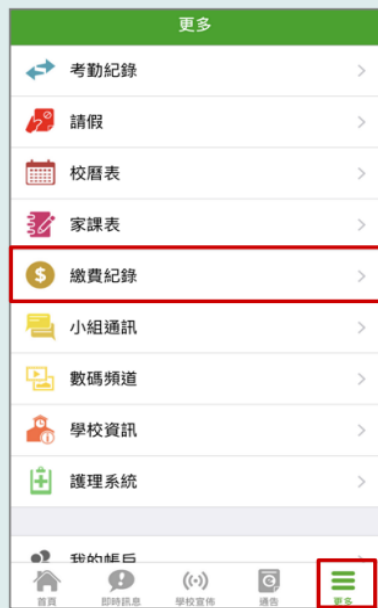 更多
考勤紀錄
請假
校曆表
家課表
$ 繳費紀錄
小組通訊
數碼頻道
學校資訊
護理系統
我的帳戶
首頁 即時訊息 學校宣佈 通告 更多